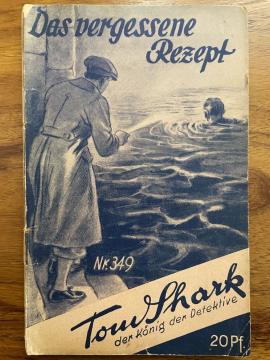 Das vergessene
Rezept
Nr. 349
Tom Shark
der König der Detektive
20 Pf.